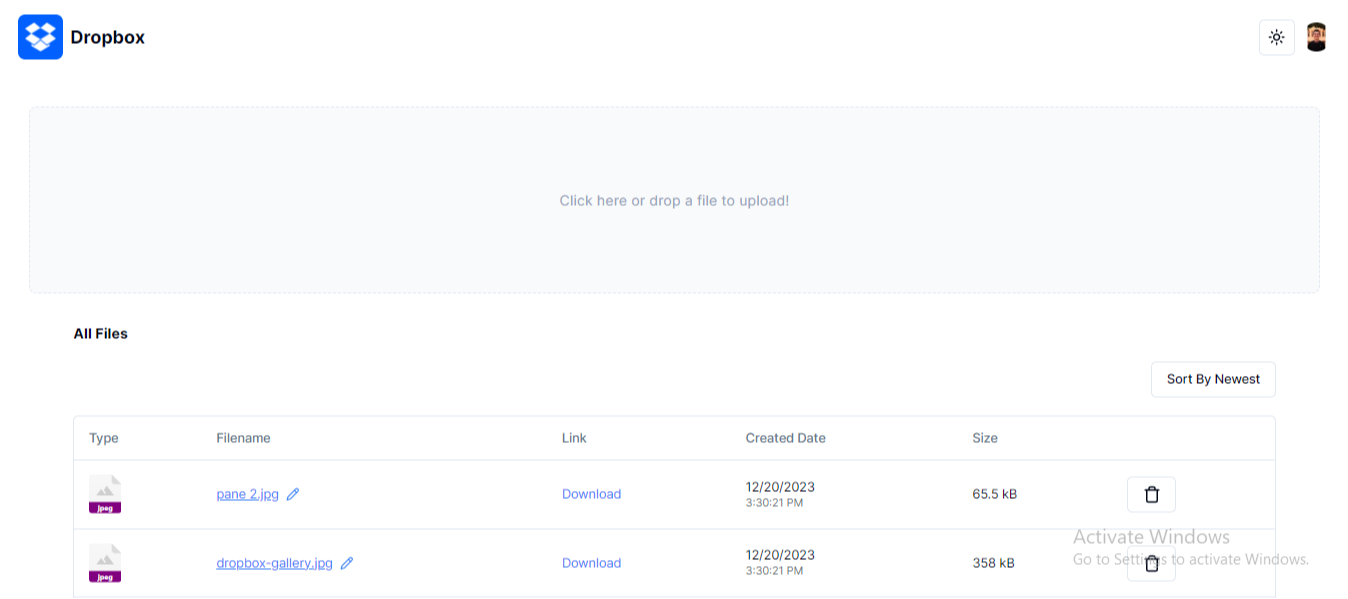 Dropbox
Click here or drop a file to upload!
All Files
Sort By Newest
Type Filename Link Created Date Size
jpeg pane 2.jpg Download 12/20/2023 65.5 kB
3:30:21 PM
Activate Windows
Go to Settings to activate Windows.
jpeg dropbox-gallery.jpg Download 12/20/2023 358 kB
3:30:21 PM